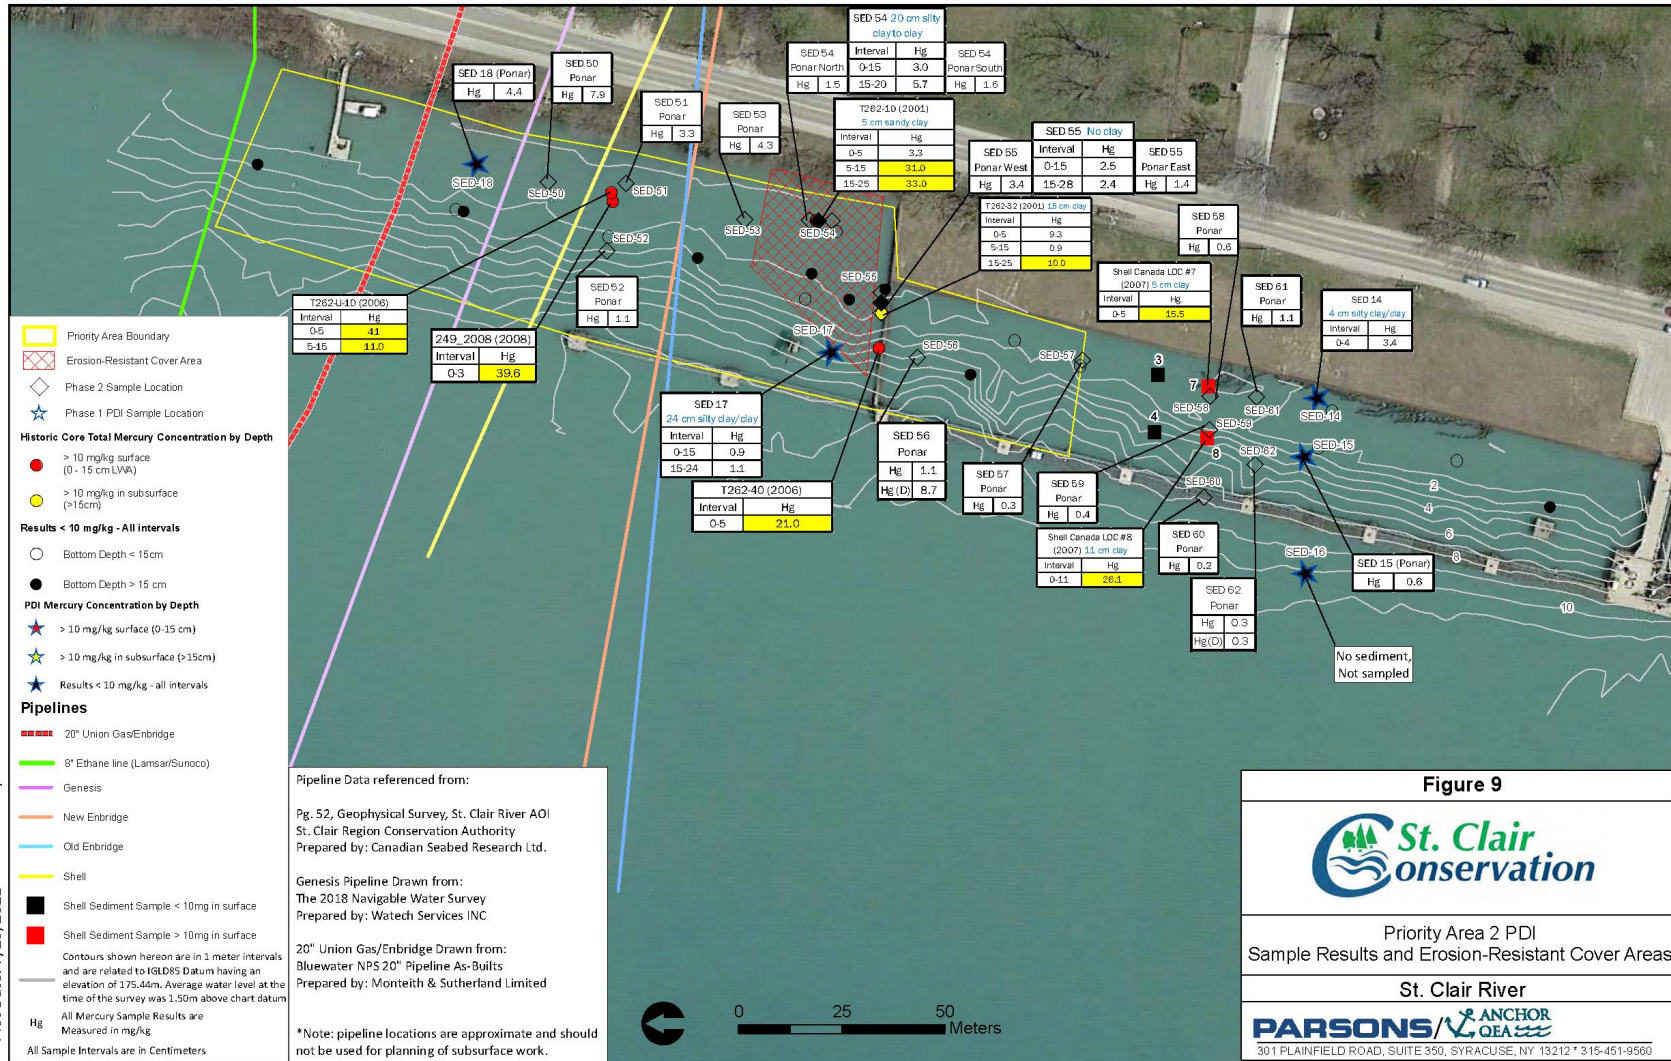 SED 18 (Ponar)
Hg 4.4
SED 50
Ponar
Hg 7.9
SED 51
Ponar
Hg 3.3
SED 53
Ponar
Hg 4.3
SED 54
Ponar North
Hg 1.5
SED 54 20 cm silty
clay to clay
Interval Hg
0-15 3.0
15-20 5.7
SED 54
Ponar South
Hg 1.6
T262-10 (2001)
5 cm sandy clay
Interval Hg
0-5 3.3
5-15 31.0
15-25 33.0
SED 55
Ponar West
Hg 3.4
SED 55 No clay
Interval Hg
0-15 2.5
15-28 2.4
SED 55
Ponar East
Hg 1.4
T262-32 (2001) 15 cm clay
Interval Hg
0-5 9.3
5-15 0.9
15-25 10.0
SED 58
Ponar
Hg 0.6
Shell Canada LOC #7
(2007) 5 cm clay
Interval Hg
0-5 15.5
SED 61
Ponar
Hg 1.1
SED 14
4 cm silty clay/clay
Interval Hg
0-4 3.4
SED-18
SED-50
SED-51
SED-52
SED-53
SED-54
SED-55
SED-17
SED-56
SED-57
3
4
7
8
SED-58
SED-59
SED-60
SED-61
SED-62
SED-14
SED-15
SED-16
2
4
6
8
10
T262-U-10 (2006)
Interval Hg
0-5 41
5-15 11.0
249_2008 (2008)
Interval Hg
0-3 39.6
SED 52
Ponar
Hg 1.1
SED 17
24 cm silty clay/clay
Interval Hg
0-15 0.9
15-24 1.1
T262-40 (2006)
Interval Hg
0-5 21.0
SED 56
Ponar
Hg 1.1
Hg (D) 8.7
SED 57
Ponar
Hg 0.3
SED 59
Ponar
Hg 0.4
Shell Canada LOC #8
(2007) 11 cm clay
Interval Hg
0-11 26.1
SED 60
Ponar
Hg 0.2
SED 62
Ponar
Hg 0.3
Hg(D) 0.3
SED 15 (Ponar)
Hg 0.6
No sediment,
Not sampled
Priority Area Boundary
Erosion-Resistant Cover Area
Phase 2 Sample Location
Phase 1 PDI Sample Location
Historic Core Total Mercury Concentration by Depth
> 10 mg/kg surface
(0 - 15 cm LWA)
> 10 mg/kg in subsurface
(>15cm)
Results < 10 mg/kg - All intervals
Bottom Depth < 15cm
Bottom Depth > 15 cm
PDI Mercury Concentration by Depth
> 10 mg/kg surface (0-15 cm)
> 10 mg/kg in subsurface (>15cm)
Results < 10 mg/kg - all intervals
Pipelines
20" Union Gas/Enbridge
8" Ethane line (Lamsar/Sunoco)
Genesis
New Enbridge
Old Enbridge
Shell
Shell Sediment Sample < 10mg in surface
Shell Sediment Sample > 10mg in surface
Contours shown hereon are in 1 meter intervals
and are related to IGLD85 Datum having an
elevation of 175.44m. Average water level at the
time of the survey was 1.50m above chart datum
Hg All Mercury Sample Results are
Measured in mg/kg
All Sample Intervals are in Centimeters
Pipeline Data referenced from:
Pg. 52, Geophysical Survey, St. Clair River AOI
St. Clair Region Conservation Authority
Prepared by: Canadian Seabed Research Ltd.
Genesis Pipeline Drawn from:
The 2018 Navigable Water Survey
Prepared by: Watech Services INC
20" Union Gas/Enbridge Drawn from:
Bluewater NPS 20" Pipeline As-Builts
Prepared by: Monteith & Sutherland Limited
*Note: pipeline locations are approximate and should
not be used for planning of subsurface work.
0 25 50
Meters
Figure 9
St. Clair
Conservation
Priority Area 2 PDI
Sample Results and Erosion-Resistant Cover Areas
St. Clair River
PARSONS/ ANCHOR
QEA
301 PLAINFIELD ROAD, SUITE 350, SYRACUSE, NY 13212 * 315-451-9560